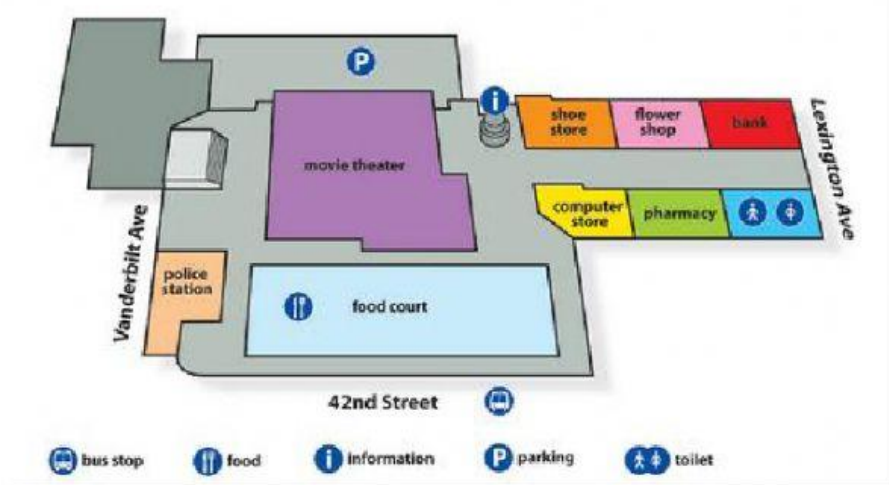 P
i
shoe
store
flower
shop
bank
Lexington Ave
movie theater
computer
store
pharmacy
Vanderbilt Ave
police
station
food court
42nd Street
bus stop
food
i
information
P
parking
toilet